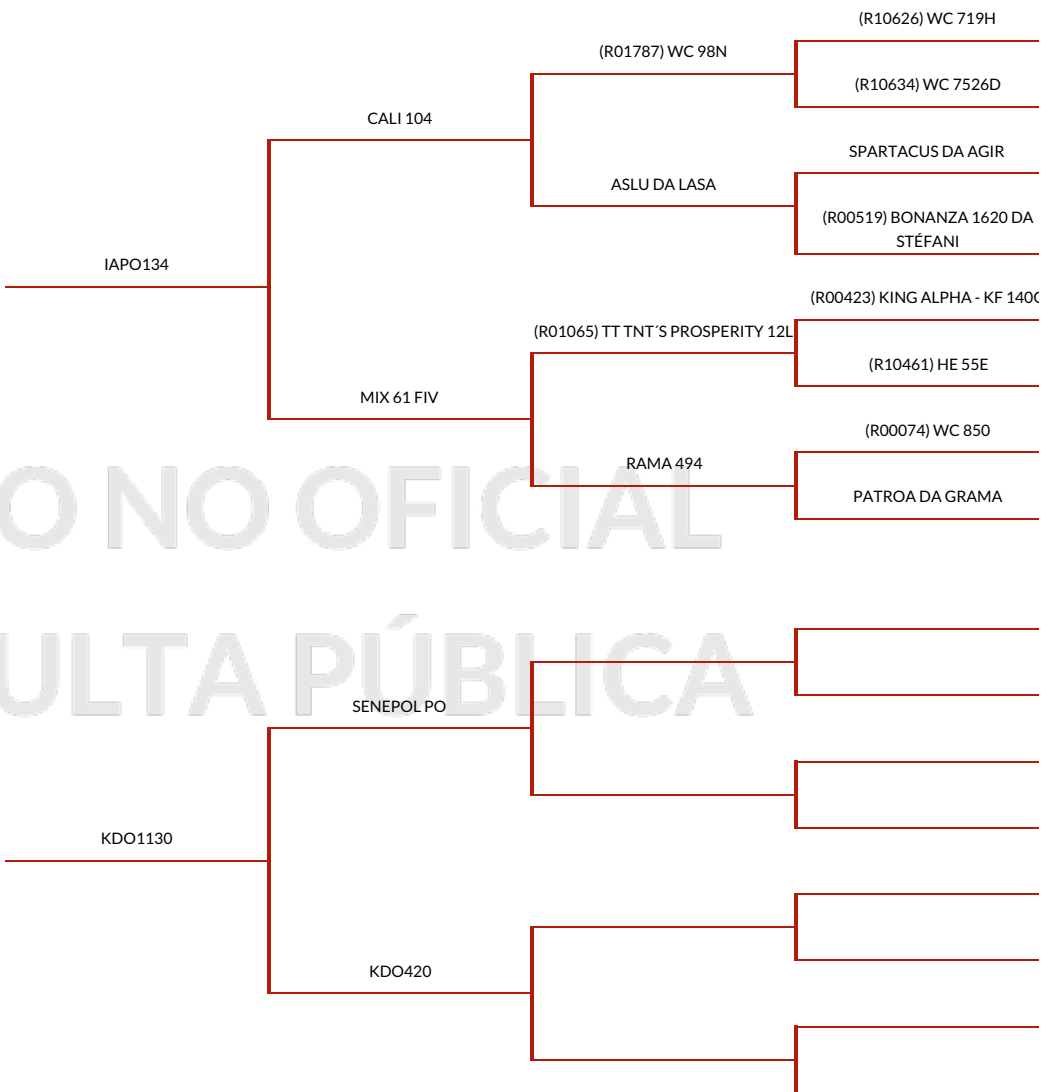 (R10626) WC 719H
(R01787) WC 98N
(R10634) WC 7526D
CALI 104
SPARTACUS DA AGIR
ASLU DA LASA
(R00519) BONANZA 1620 DA
STÉFANI
IAPO134
(R00423) KING ALPHA - KF 140
(R01065) TT TNT´S PROSPERITY 12L
(R10461) HE 55E
MIX 61 FIV
(R00074) WC 850
RAMA 494
PATROA DA GRAMA
O NO OFICIAL
ULTA PÚBLICA
SENEPOL PO
KDO1130
KDO420